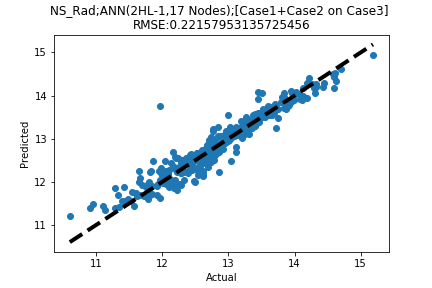 NS_Rad;ANN(2HL-1,17 Nodes);[Case1+Case2 on Case3]
RMSE:0.22157953135725456
15
14
13
12
11
Predicted
11
12
13
14
15
Actual